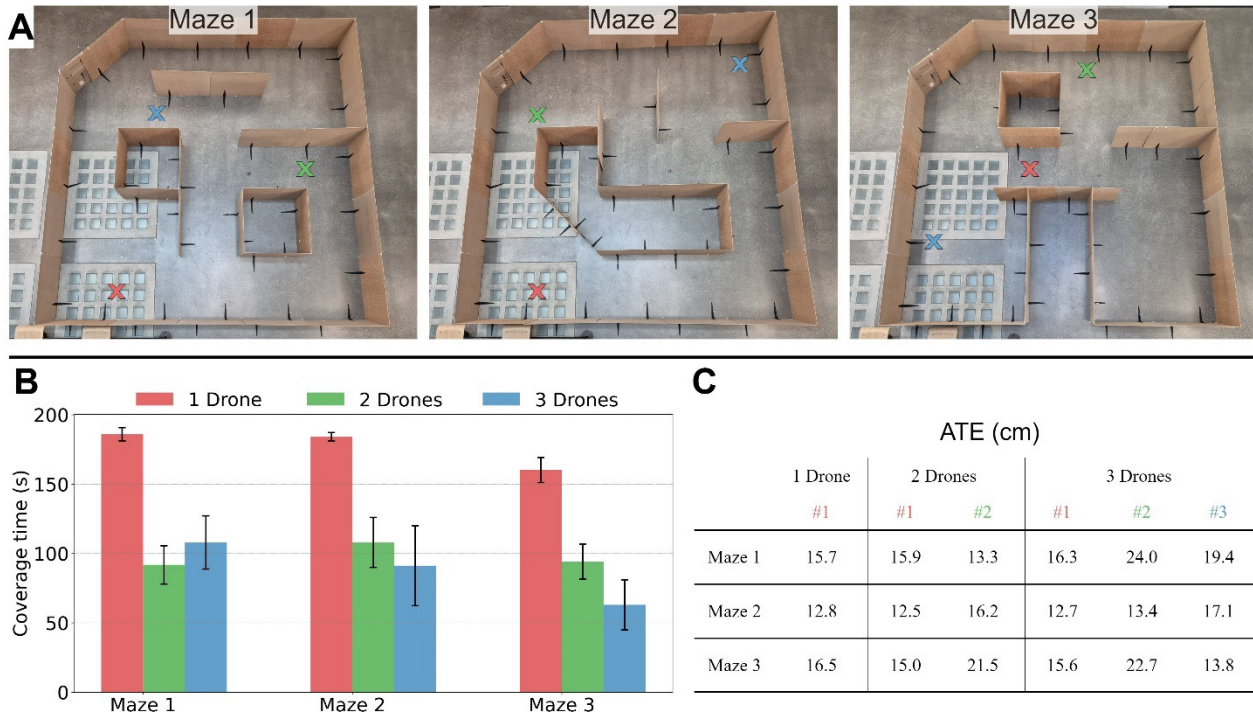 A
Maze 1
Maze 2
Maze 3
B
1 Drone
2 Drones
3 Drones
200
150
100
50
0
Coverage time (s)
Maze 1
Maze 2
Maze 3
C
ATE (cm)
1 Drone 2 Drones 3 Drones
#1 #1 #2 #1 #2 #3
Maze 1 15.7 15.9 13.3 16.3 24.0 19.4
Maze 2 12.8 12.5 16.2 12.7 13.4 17.1
Maze 3 16.5 15.0 21.5 15.6 22.7 13.8